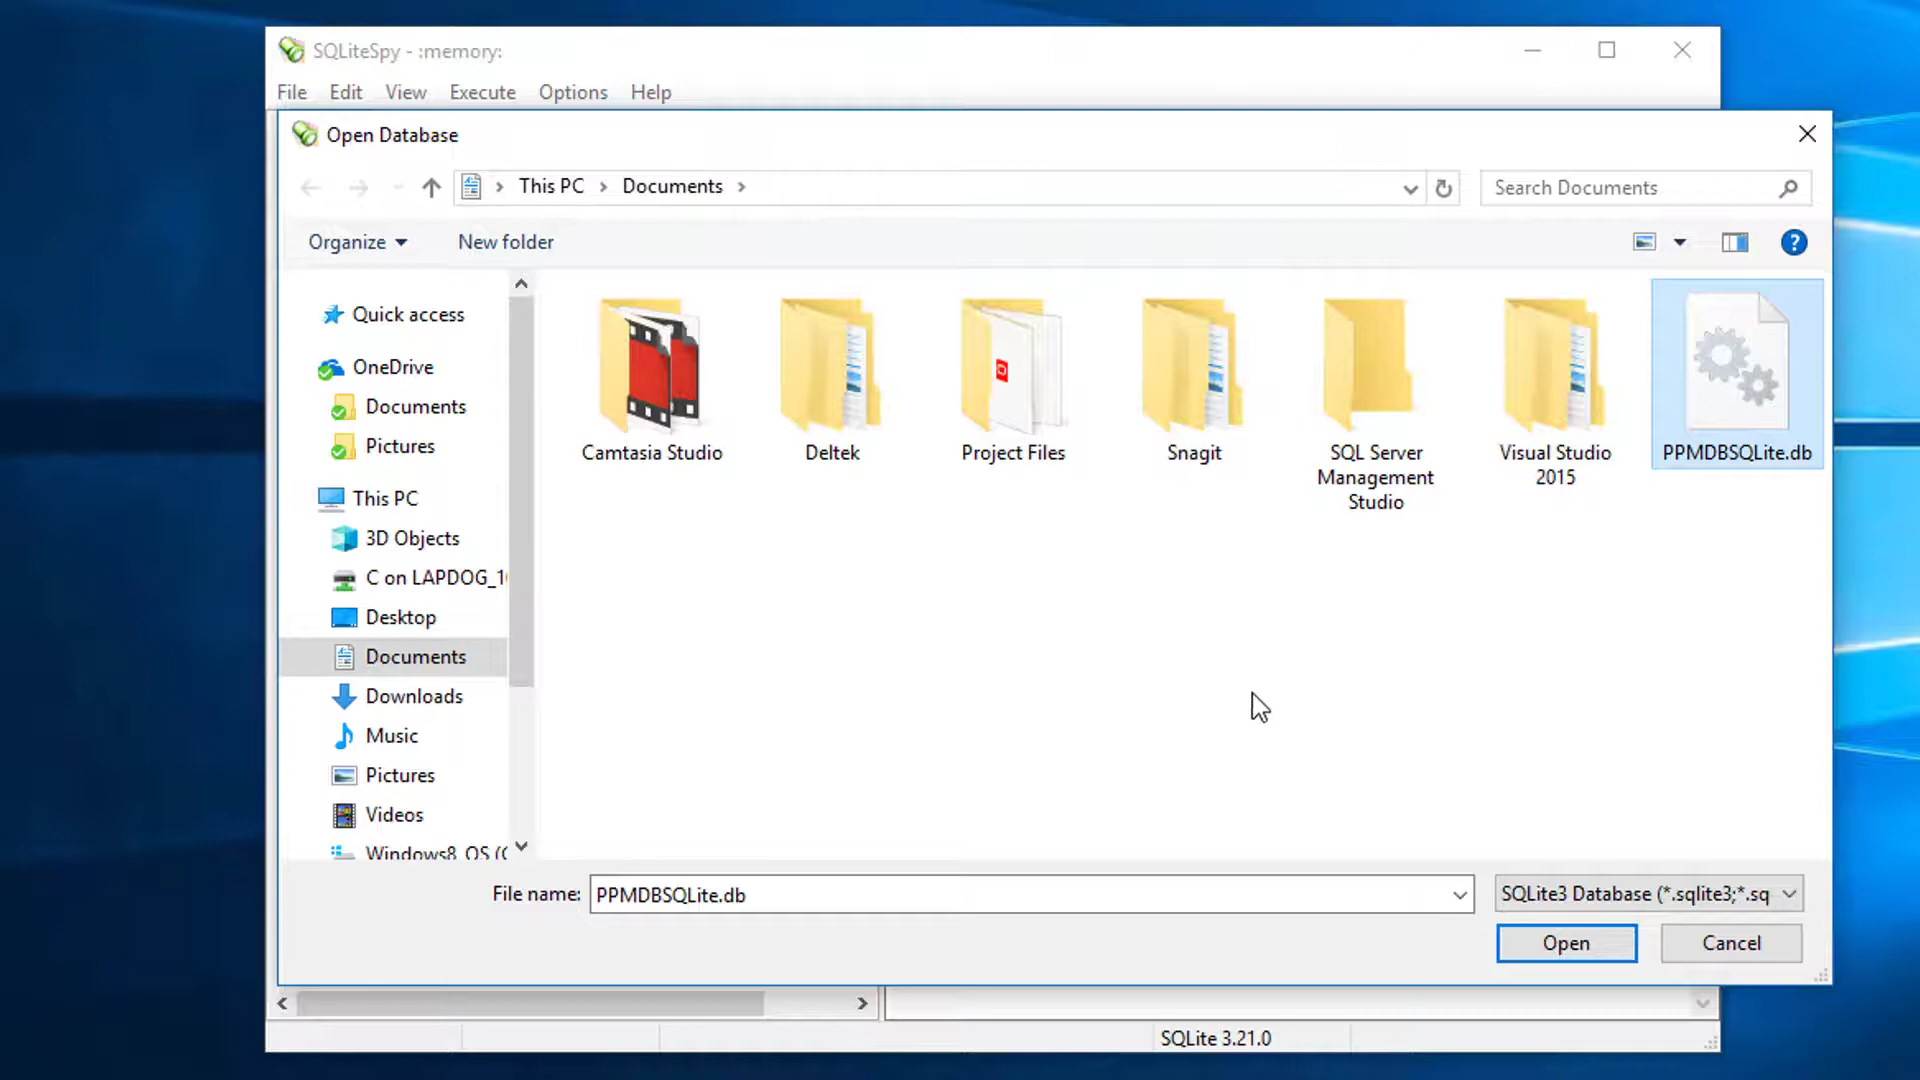 SQLiteSpy - :memory:
File Edit View Execute Options Help
Open Database
This PC Documents
Search Documents
Organize New folder
Quick access
OneDrive
Documents
Pictures
This PC
3D Objects
C on LAPDOG_1
Desktop
Documents
Downloads
Music
Pictures
Videos
Windows8_OS (C
Camtasia Studio
Deltek
Project Files
Snagit
SQL Server
Management
Studio
Visual Studio
2015
PPMDBSQLite.db
File name: PPMDBSQLite.db
SQLite3 Database (*.sqlite3;*.sq
Open Cancel
SQLite 3.21.0